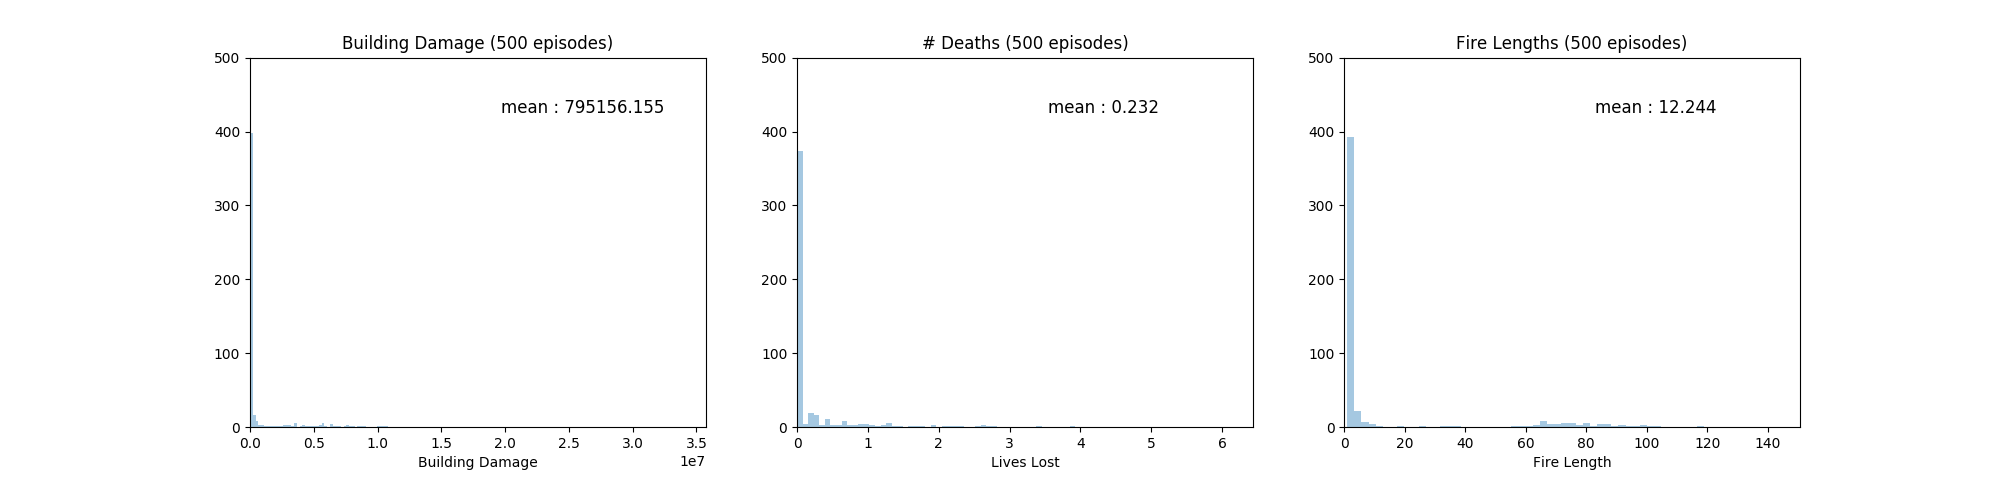 Building Damage (500 episodes)
500
400
300
200
100
0
mean : 795156.155
0.0 0.5 1.0 1.5 2.0 2.5 3.0 3.5
1e7
Building Damage
# Deaths (500 episodes)
500
400
300
200
100
0
mean : 0.232
0 1 2 3 4 5 6
Lives Lost
Fire Lengths (500 episodes)
500
400
300
200
100
0
mean : 12.244
0 20 40 60 80 100 120 140
Fire Length